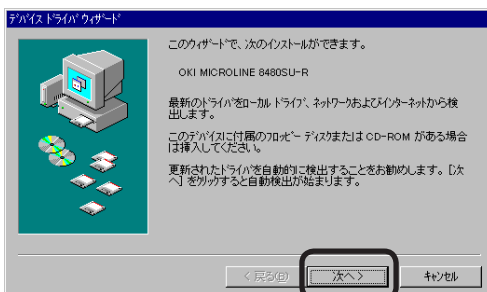 ﾃﾞﾊﾞｲｽ ﾄﾞﾗｲﾊﾞ ｳｨｻﾞｰﾄﾞ
このｳｨｻﾞｰﾄﾞで、次のインストールができます。
OKI MICROLINE 8480SU-R
最新のﾄﾞﾗｲﾊﾞをﾛｰｶﾙ ﾄﾞﾗｲﾌﾞ、ﾈｯﾄﾜｰｸおよびｲﾝﾀｰﾈｯﾄから検
出します。
このﾃﾞﾊﾞｲｽに付属のﾌﾛｯﾋﾟｰ ﾃﾞｨｽｸまたは CD-ROM がある場合
は挿入してください。
更新されたﾄﾞﾗｲﾊﾞを自動的に検出することをお勧めします。[次
へ] をｸﾘｯｸすると自動検出が始まります。
< 戻る(B)
次へ >
ｷｬﾝｾﾙ